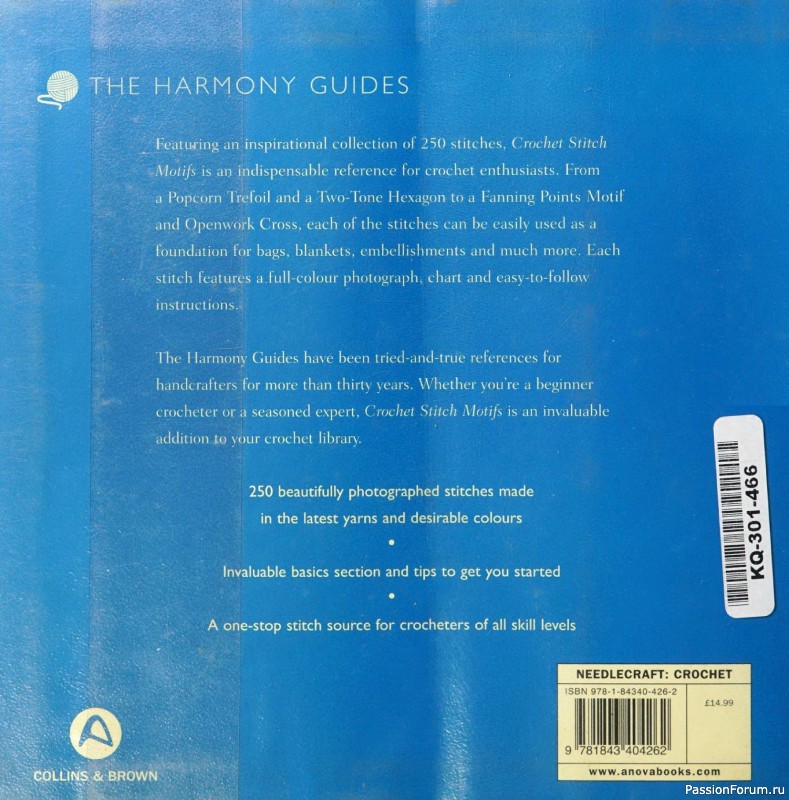 THE HARMONY GUIDES
Featuring an inspirational collection of 250 stitches, Crochet Stitch
Motifs is an indispensable reference for crochet enthusiasts. From
a Popcorn Trefoil and a Two-Tone Hexagon to a Fanning Points Motif
and Openwork Cross, each of the stitches can be easily used as a
foundation for bags, blankets, embellishments and much more. Each
stitch features a full-colour photograph, chart and easy-to-follow
instructions.
The Harmony Guides have been tried-and-true references for
handcrafters for more than thirty years. Whether you're a beginner
crocheter or a seasoned expert, Crochet Stitch Motifs is an invaluable
addition to your crochet library.
250 beautifully photographed stitches made
in the latest yarns and desirable colours
•
Invaluable basics section and tips to get you started
•
A one-stop stitch source for crocheters of all skill levels
KQ-301-466
NEEDLECRAFT: CROCHET
ISBN 978-1-84340-426-2
£14.99
9 781843 404262
www.anovabooks.com
COLLINS & BROWN
PassionForum.ru